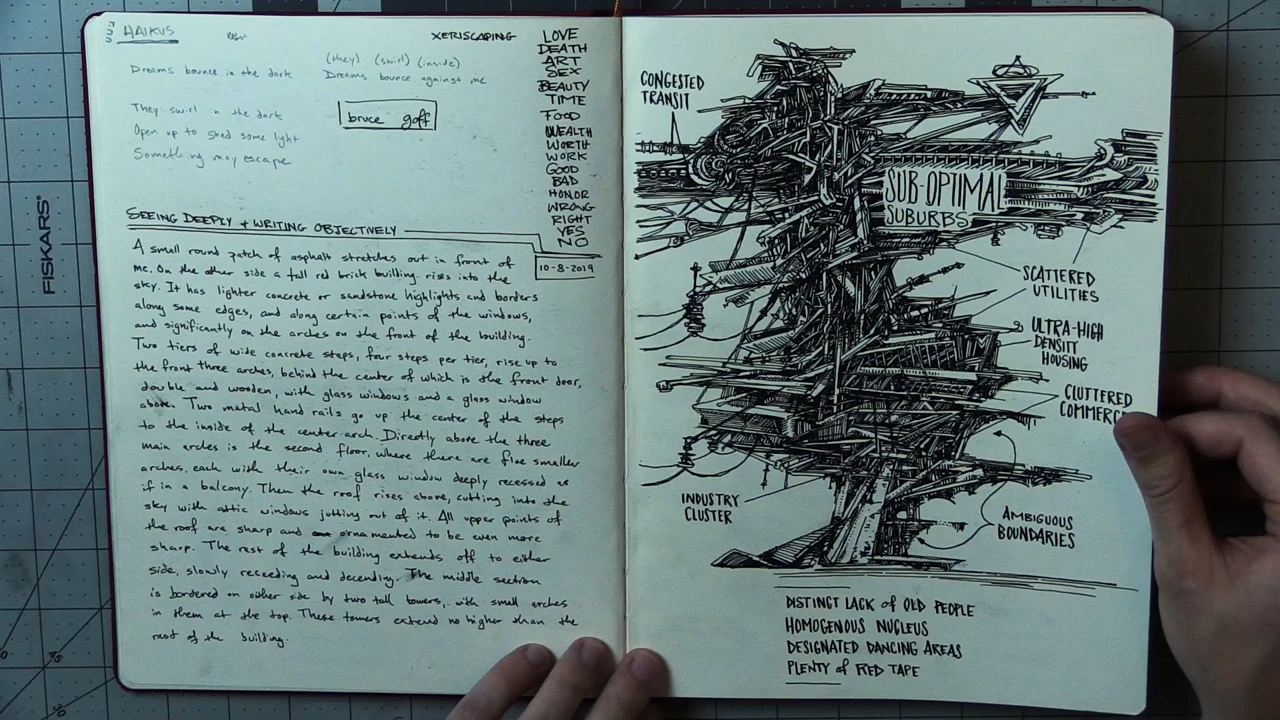 HAIKUS
Dreams bounce in the dark
(they) (swirl) (inside)
Dreams bounce against me
They swirl in the dark
Open up to shed some light
Something may escape
bruce goff
XERISCAPING
LOVE
DEATH
ART
SEX
BEAUTY
TIME
FOOD
WEALTH
WORTH
WORK
GOOD
BAD
HONOR
WRONG
RIGHT
YES
NO
SEEING DEEPLY + WRITING OBJECTIVELY
10-8-2019
A small round patch of asphalt stretches out in front of
me. On the other side a tall red brick building rises into the
sky. It has lighter concrete or sandstone highlights and borders
along some edges, and along certain points of the windows,
and significantly on the arches on the front of the building.
Two tiers of wide concrete steps, four steps per tier, rise up to
the front three arches, behind the center of which is the front door,
double and wooden, with glass windows and a glass window
above. Two metal hand rails go up the center of the steps
to the inside of the center arch. Directly above the three
main arches is the second floor, where there are five smaller
arches, each with their own glass window deeply recessed as
if in a balcony. Then the roof rises above, cutting into the
sky with attic windows jutting out of it. All upper points of
the roof are sharp and ornamented to be even more
sharp. The rest of the building extends off to either
side, slowly receeding and decending. The middle section
is bordered on either side by two tall towers, with small arches
in them at the top. These towers extend no higher than the
rest of the building.
FISKARS
CONGESTED
TRANSIT
SUB-OPTIMAL
SUBURBS
SCATTERED
UTILITIES
ULTRA-HIGH
DENSITY
HOUSING
CLUTTERED
COMMERCE
INDUSTRY
CLUSTER
AMBIGUOUS
BOUNDARIES
DISTINCT LACK of OLD PEOPLE
HOMOGENOUS NUCLEUS
DESIGNATED DANCING AREAS
PLENTY of RED TAPE